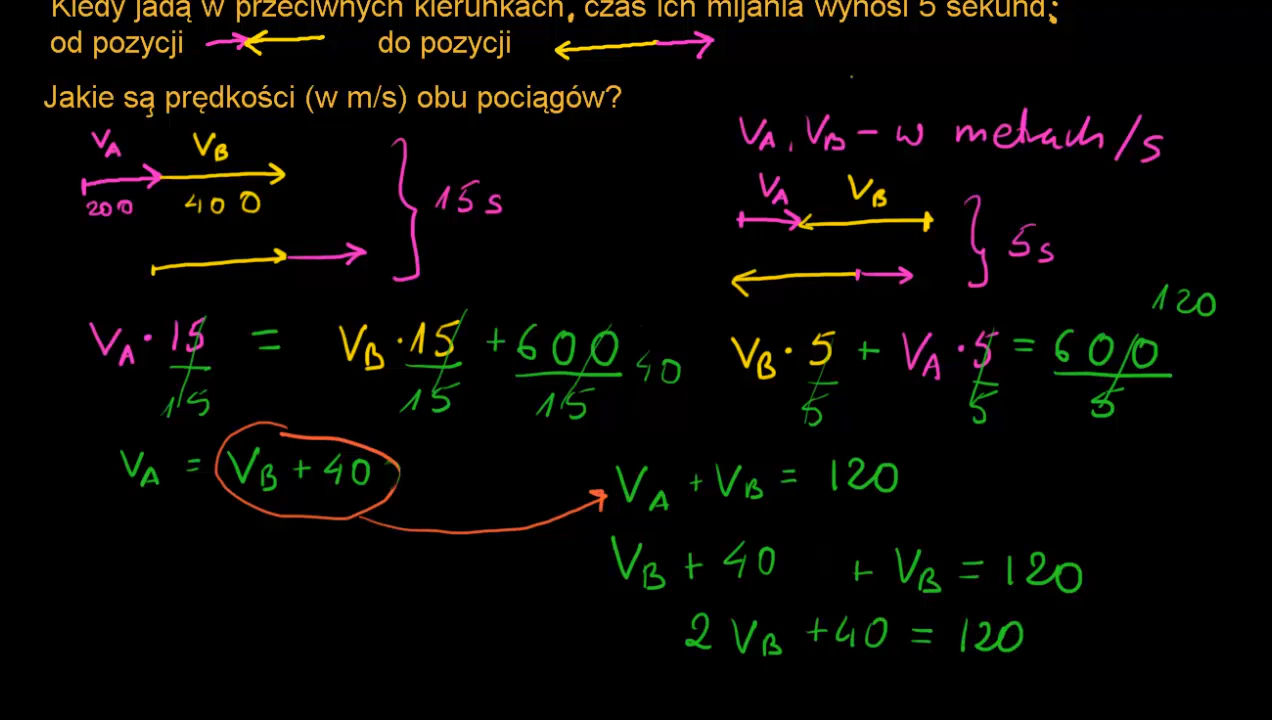 Kiedy jadą w przeciwnych kierunkach, czas ich mijania wynosi 5 sekund;
od pozycji do pozycji
Jakie są prędkości (w m/s) obu pociągów?
VA VB
200 400
15 s
VA, VB - w metrach/s
VA VB
5s
VA · 15/15 = VB · 15/15 + 600/15 40
VB · 5/5 + VA · 5/5 = 600/5 120
VA = VB + 40
VA + VB = 120
VB + 40 + VB = 120
2 VB + 40 = 120